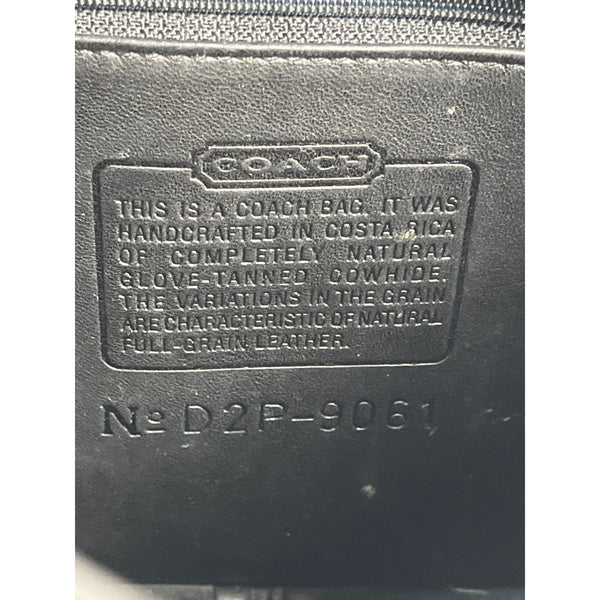 COACH
THIS IS A COACH BAG. IT WAS
HANDCRAFTED IN COSTA RICA
OF COMPLETELY NATURAL
GLOVE-TANNED COWHIDE.
THE VARIATIONS IN THE GRAIN
ARE CHARACTERISTIC OF NATURAL
FULL-GRAIN LEATHER.
No D2P-9061